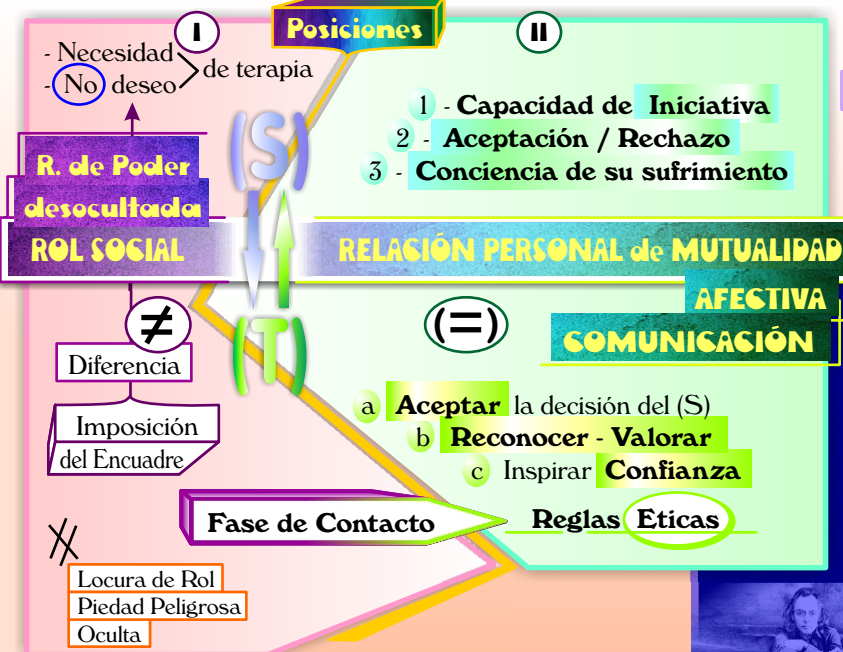 Posiciones
I
- Necesidad
- No deseo
de terapia
R. de Poder
desocultada
ROL SOCIAL
≠
Diferencia
Imposición
del Encuadre
Locura de Rol
Piedad Peligrosa
Oculta
(S)
(T)
II
1 - Capacidad de Iniciativa
2 - Aceptación / Rechazo
3 - Conciencia de su sufrimiento
RELACIÓN PERSONAL de MUTUALIDAD
AFECTIVA
COMUNICACIÓN
(=)
a Aceptar la decisión del (S)
b Reconocer - Valorar
c Inspirar Confianza
Fase de Contacto
Reglas Eticas